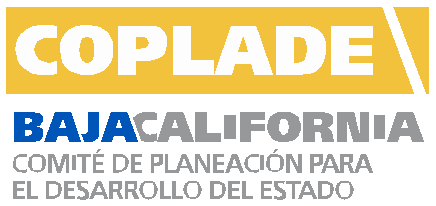 COPLADE
BAJACALIFORNIA
COMITÉ DE PLANEACIÓN PARA
EL DESARROLLO DEL ESTADO